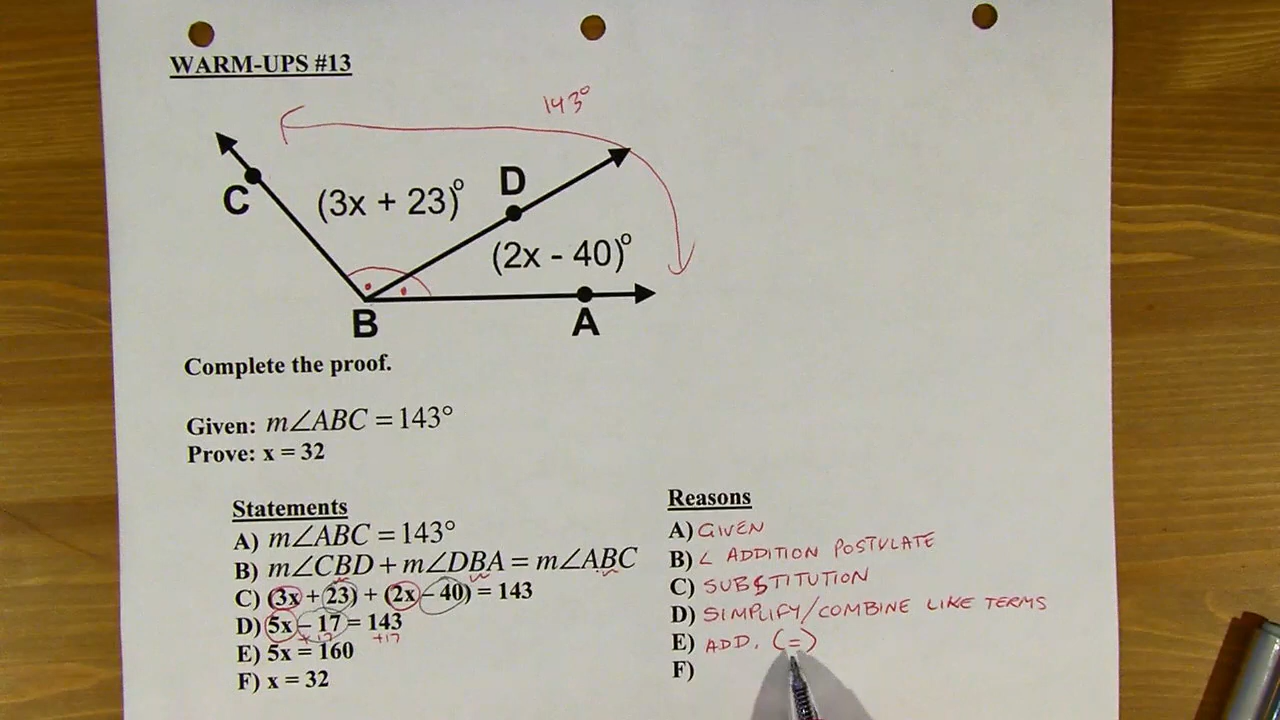 WARM-UPS #13
143°
C
(3x + 23)°
D
(2x - 40)°
B
A
Complete the proof.
Given: m∠ABC = 143°
Prove: x = 32
Statements
A) m∠ABC = 143°
B) m∠CBD + m∠DBA = m∠ABC
C) (3x + 23) + (2x – 40) = 143
D) 5x – 17 = 143
+17 +17
E) 5x = 160
F) x = 32
Reasons
A) GIVEN
B) ∠ ADDITION POSTULATE
C) SUBSTITUTION
D) SIMPLIFY/COMBINE LIKE TERMS
E) ADD. (=)
F)